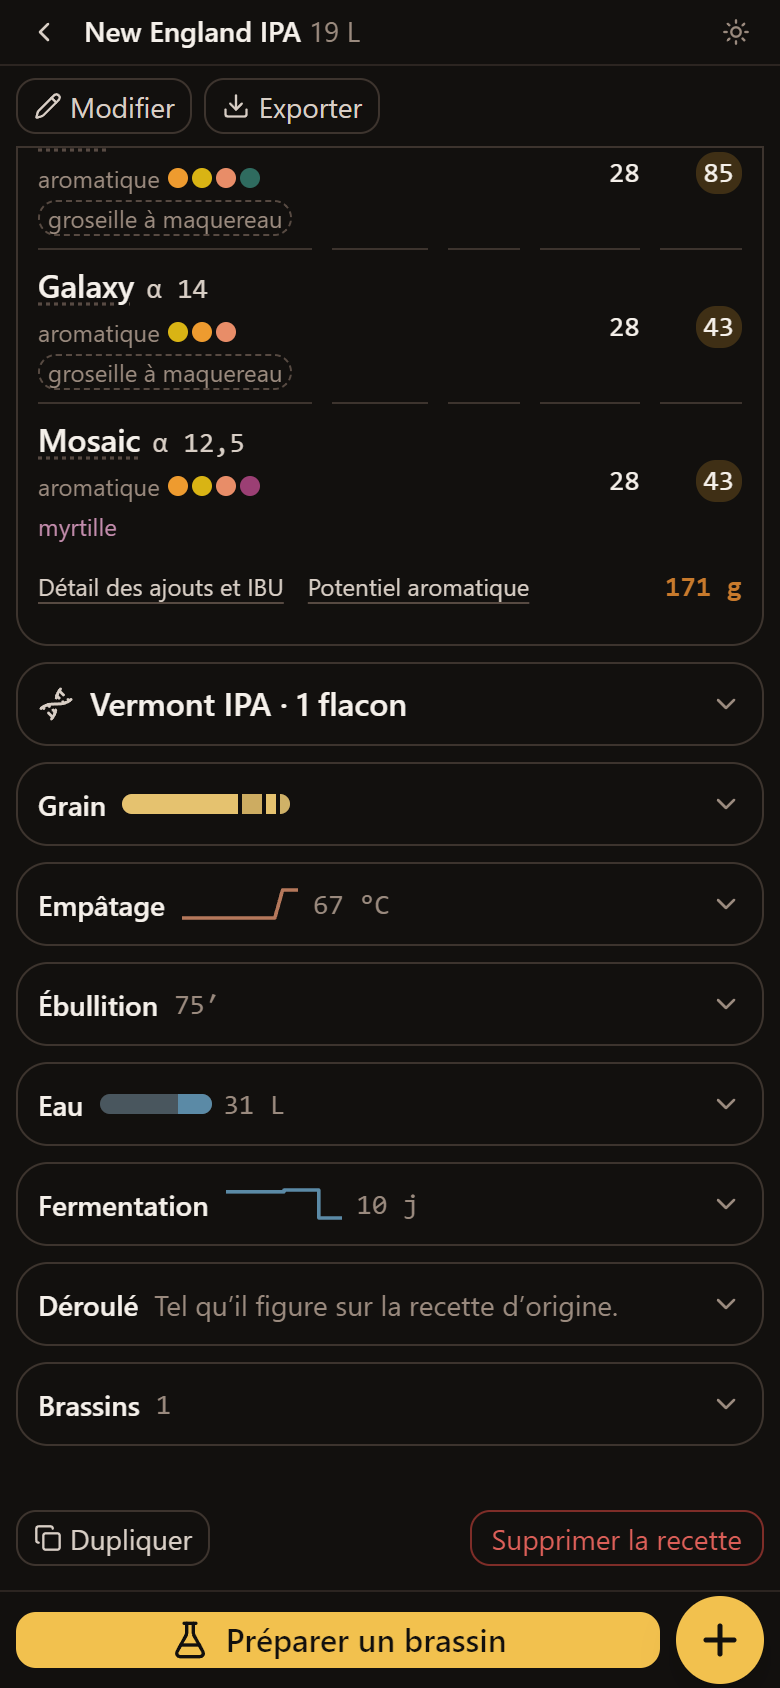 New England IPA 19 L
Modifier
Exporter
aromatique 28 85
groseille à maquereau
Galaxy α 14
aromatique 28 43
groseille à maquereau
Mosaic α 12,5
aromatique 28 43
myrtille
Détail des ajouts et IBU Potentiel aromatique 171 g
Vermont IPA · 1 flacon
Grain
Empâtage 67 °C
Ébullition 75′
Eau 31 L
Fermentation 10 j
Déroulé Tel qu’il figure sur la recette d’origine.
Brassins 1
Dupliquer
Supprimer la recette
Préparer un brassin